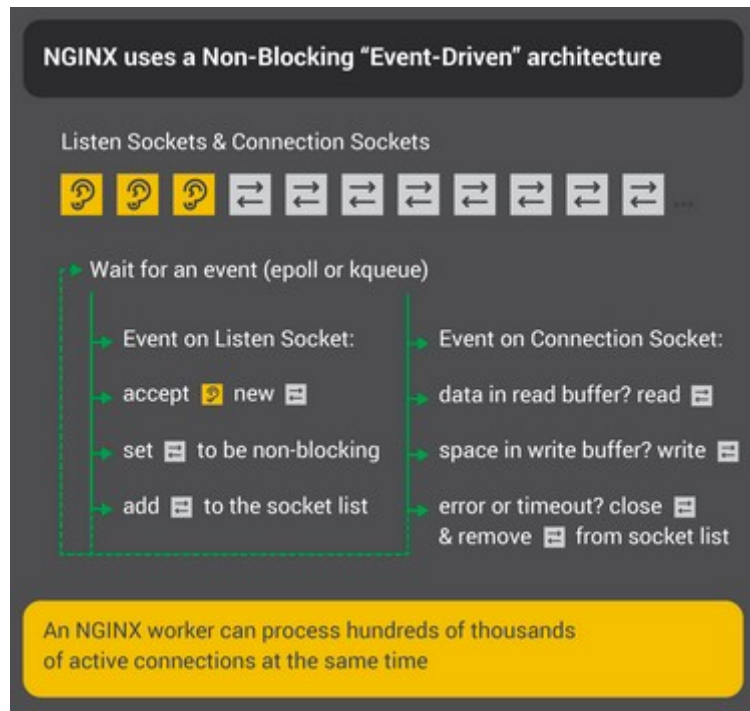 NGINX uses a Non-Blocking “Event-Driven” architecture
Listen Sockets & Connection Sockets
...
Wait for an event (epoll or kqueue)
Event on Listen Socket:
accept new
set to be non-blocking
add to the socket list
Event on Connection Socket:
data in read buffer? read
space in write buffer? write
error or timeout? close
& remove from socket list
An NGINX worker can process hundreds of thousands
of active connections at the same time